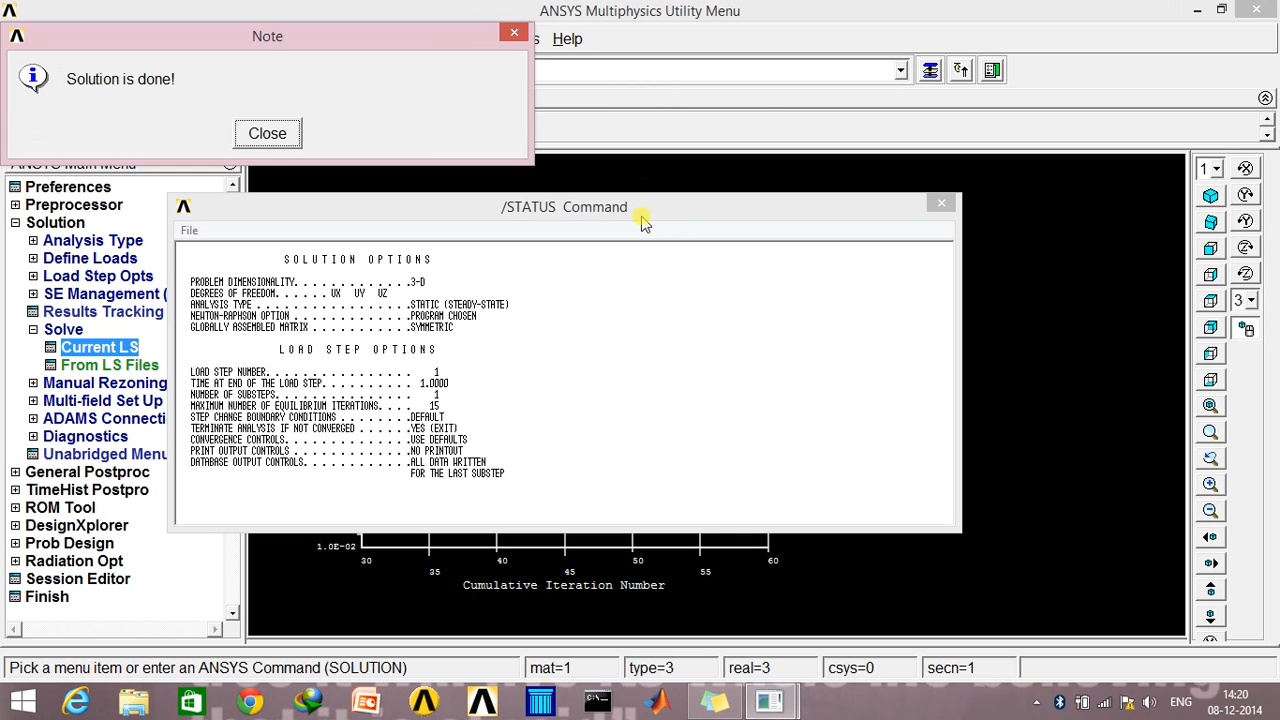 ANSYS Multiphysics Utility Menu
Note
Help
Solution is done!
Close
Preferences
Preprocessor
Solution
Analysis Type
Define Loads
Load Step Opts
SE Management (
Results Tracking
Solve
Current LS
From LS Files
Manual Rezoning
Multi-field Set Up
ADAMS Connecti
Diagnostics
Unabridged Menu
General Postproc
TimeHist Postpro
ROM Tool
DesignXplorer
Prob Design
Radiation Opt
Session Editor
Finish
/STATUS Command
File
S O L U T I O N   O P T I O N S
PROBLEM DIMENSIONALITY. . . . . . . . . . . . .3-D
DEGREES OF FREEDOM. . . . . . UX   UY   UZ
ANALYSIS TYPE . . . . . . . . . . . . . . . . .STATIC (STEADY-STATE)
NEWTON-RAPHSON OPTION . . . . . . . . . . . . .PROGRAM CHOSEN
GLOBALLY ASSEMBLED MATRIX . . . . . . . . . . .SYMMETRIC
L O A D   S T E P   O P T I O N S
LOAD STEP NUMBER. . . . . . . . . . . . . . . .     1
TIME AT END OF THE LOAD STEP. . . . . . . . . .  1.0000
NUMBER OF SUBSTEPS. . . . . . . . . . . . . . .     1
MAXIMUM NUMBER OF EQUILIBRIUM ITERATIONS. . . .    15
STEP CHANGE BOUNDARY CONDITIONS . . . . . . . .DEFAULT
TERMINATE ANALYSIS IF NOT CONVERGED . . . . . .YES (EXIT)
CONVERGENCE CONTROLS. . . . . . . . . . . . . .USE DEFAULTS
PRINT OUTPUT CONTROLS . . . . . . . . . . . . .NO PRINTOUT
DATABASE OUTPUT CONTROLS. . . . . . . . . . . .ALL DATA WRITTEN
FOR THE LAST SUBSTEP
1.0E-02
30 40 50 60
35 45 55
Cumulative Iteration Number
1
3
Pick a menu item or enter an ANSYS Command (SOLUTION)
mat=1
type=3
real=3
csys=0
secn=1
ENG
14:20
08-12-2014